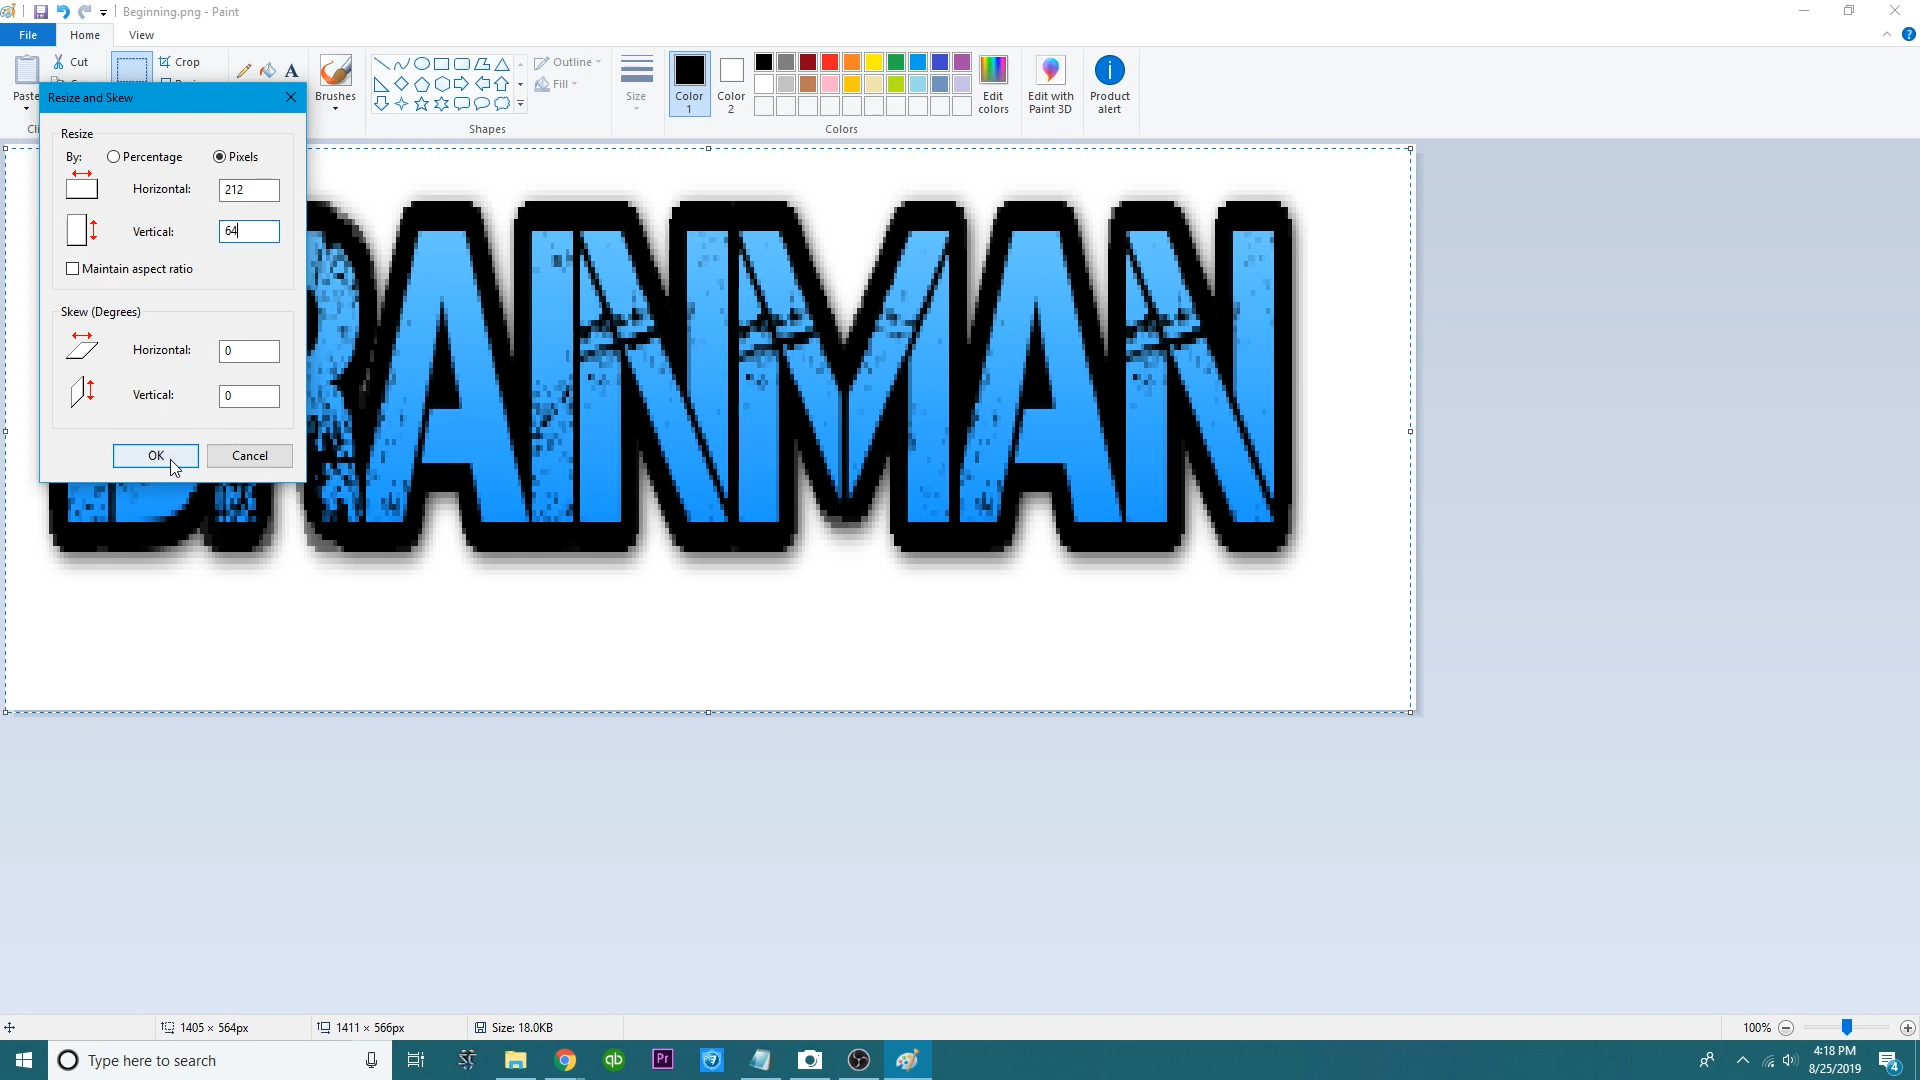 Beginning.png - Paint
File
Home
View
Paste
Cut
Crop
Brushes
Outline
Fill
Shapes
Size
Color
1
Color
2
Edit
colors
Colors
Edit with
Paint 3D
Product
alert
Resize and Skew
Resize
By:
Percentage
Pixels
Horizontal:
212
Vertical:
64
Maintain aspect ratio
Skew (Degrees)
Horizontal:
0
Vertical:
0
OK
Cancel
RAINMAN
1405 × 564px
1411 × 566px
Size: 18.0KB
100%
Type here to search
qb
Pr
4:18 PM
8/25/2019
4